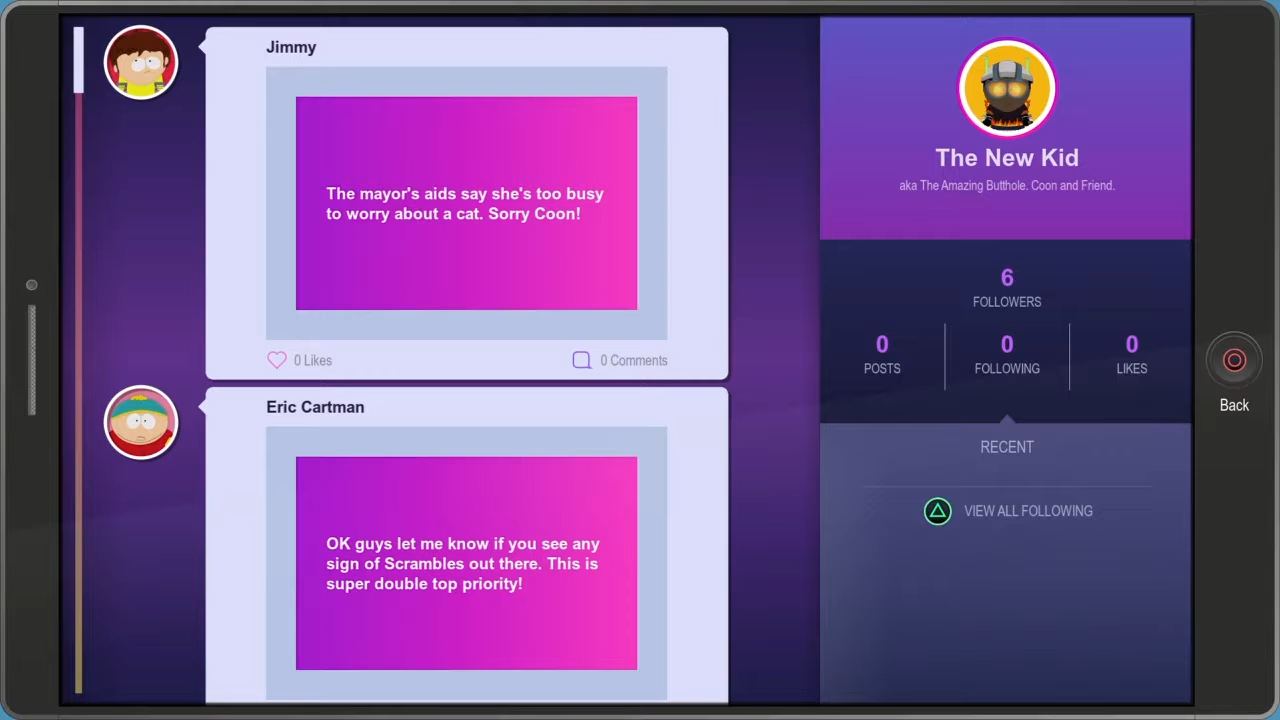 Jimmy
The mayor's aids say she's too busy
to worry about a cat. Sorry Coon!
0 Likes
0 Comments
Eric Cartman
OK guys let me know if you see any
sign of Scrambles out there. This is
super double top priority!
The New Kid
aka The Amazing Butthole. Coon and Friend.
6
FOLLOWERS
0
POSTS
0
FOLLOWING
0
LIKES
RECENT
VIEW ALL FOLLOWING
Back